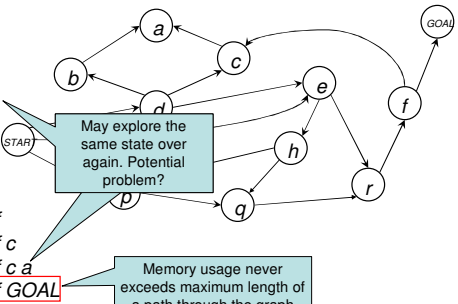 GOAL
a
c
b
e
d
f
START
May explore the
same state over
again. Potential
problem?
h
r
p
q
f
f c
f c a
f GOAL
Memory usage never
exceeds maximum length of
a path through the graph